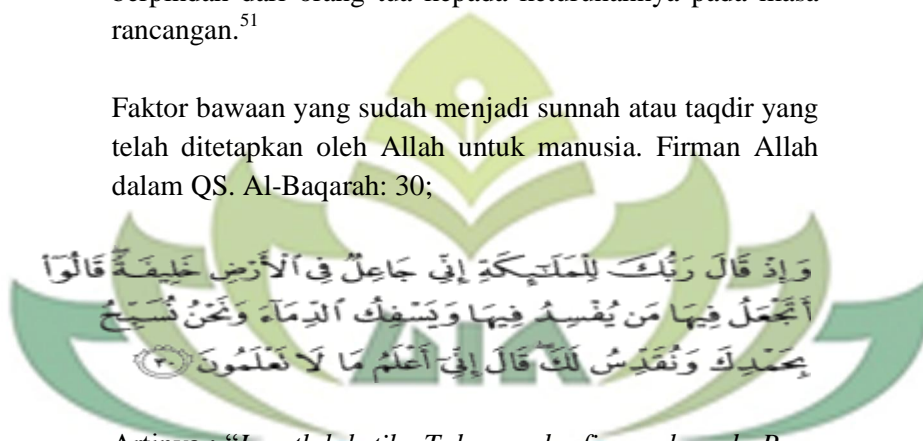 rancangan.51
Faktor bawaan yang sudah menjadi sunnah atau taqdir yang
telah ditetapkan oleh Allah untuk manusia. Firman Allah
dalam QS. Al-Baqarah: 30;
وَإِذْ قَالَ رَبُّكَ لِلْمَلَـٰٓئِكَةِ إِنِّى جَاعِلٌ فِى ٱلْأَرْضِ خَلِيفَةً ۖ قَالُوٓا۟
أَتَجْعَلُ فِيهَا مَن يُفْسِدُ فِيهَا وَيَسْفِكُ ٱلدِّمَآءَ وَنَحْنُ نُسَبِّحُ
بِحَمْدِكَ وَنُقَدِّسُ لَكَ ۖ قَالَ إِنِّىٓ أَعْلَمُ مَا لَا تَعْلَمُونَ ﴿٣٠﴾